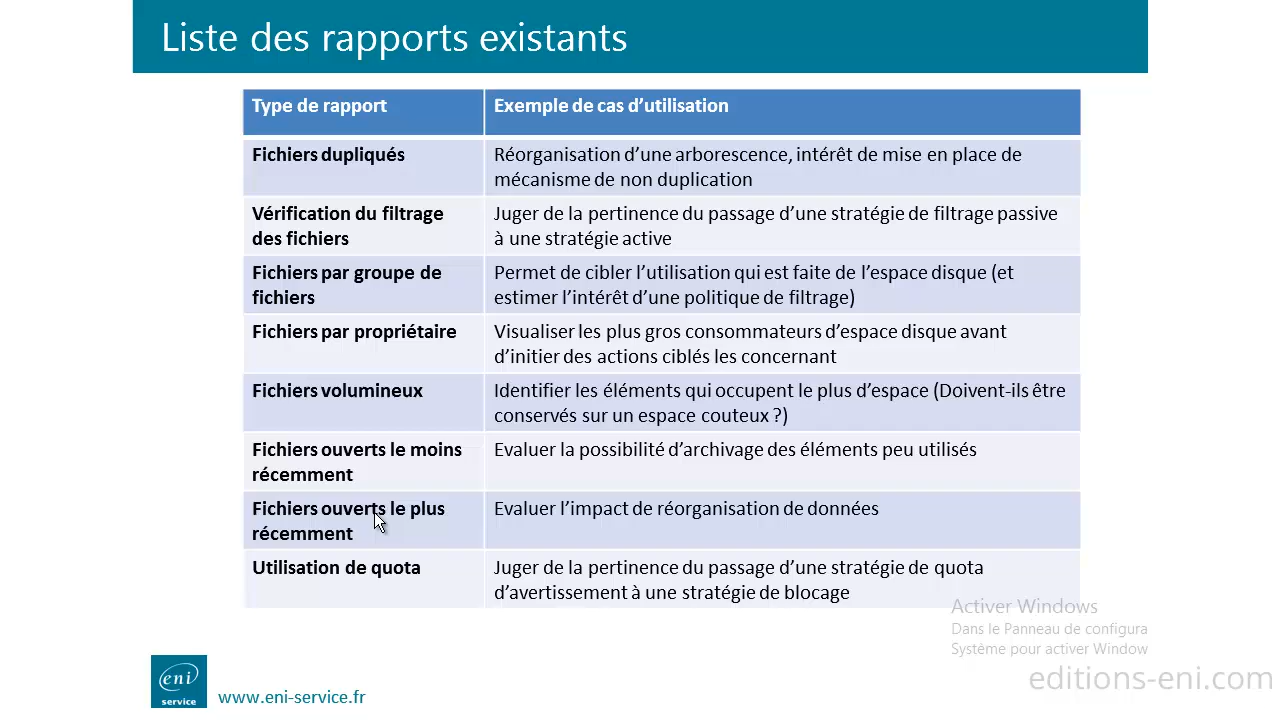 Liste des rapports existants
Type de rapport
Exemple de cas d'utilisation
Fichiers dupliqués
Réorganisation d'une arborescence, intérêt de mise en place de
mécanisme de non duplication
Vérification du filtrage
des fichiers
Juger de la pertinence du passage d'une stratégie de filtrage passive
à une stratégie active
Fichiers par groupe de
fichiers
Permet de cibler l'utilisation qui est faite de l'espace disque (et
estimer l'intérêt d'une politique de filtrage)
Fichiers par propriétaire
Visualiser les plus gros consommateurs d'espace disque avant
d'initier des actions ciblés les concernant
Fichiers volumineux
Identifier les éléments qui occupent le plus d'espace (Doivent-ils être
conservés sur un espace couteux ?)
Fichiers ouverts le moins
récemment
Evaluer la possibilité d'archivage des éléments peu utilisés
Fichiers ouverts le plus
récemment
Evaluer l'impact de réorganisation de données
Utilisation de quota
Juger de la pertinence du passage d'une stratégie de quota
d'avertissement à une stratégie de blocage
Activer Windows
Dans le Panneau de configura
Système pour activer Window
editions-eni.com
eni
service
www.eni-service.fr